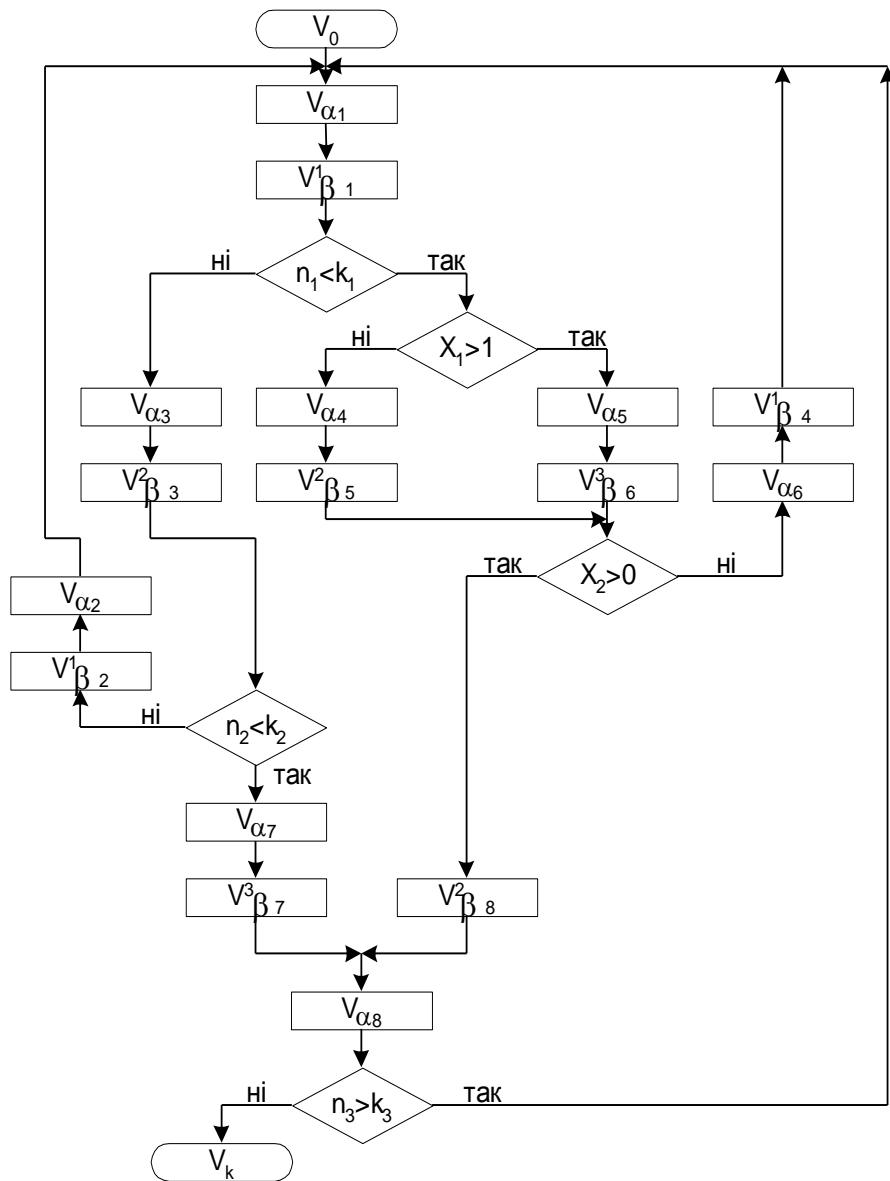 V₀
Vα₁
V¹β₁
ні
n₁<k₁
так
ні
X₁>1
так
Vα₃
Vα₄
Vα₅
V¹β₄
V²β₃
V²β₅
V³β₆
Vα₆
так
X₂>0
ні
Vα₂
V¹β₂
ні
n₂<k₂
так
Vα₇
V³β₇
V²β₈
Vα₈
ні
n₃>k₃
так
Vₖ